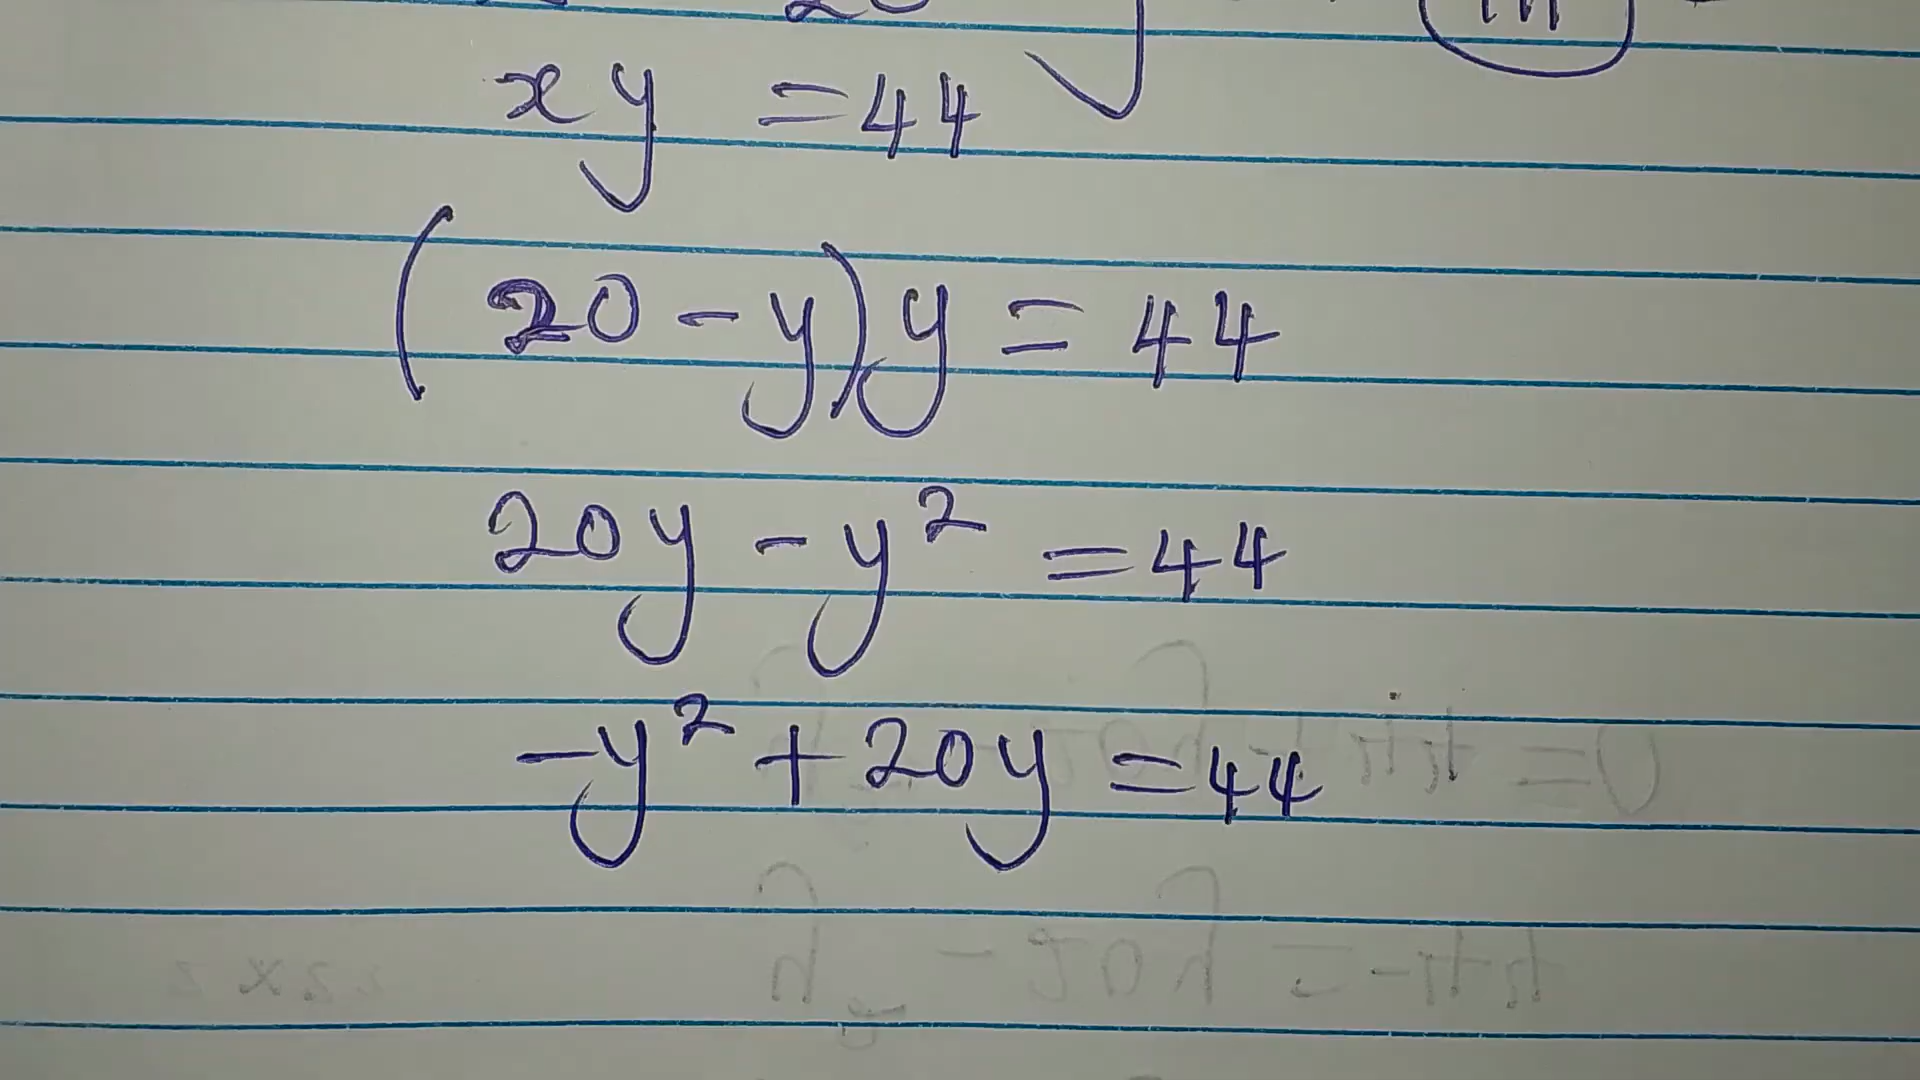 xy = 44
(20 - y)y = 44
20y - y² = 44
-y² + 20y = 44